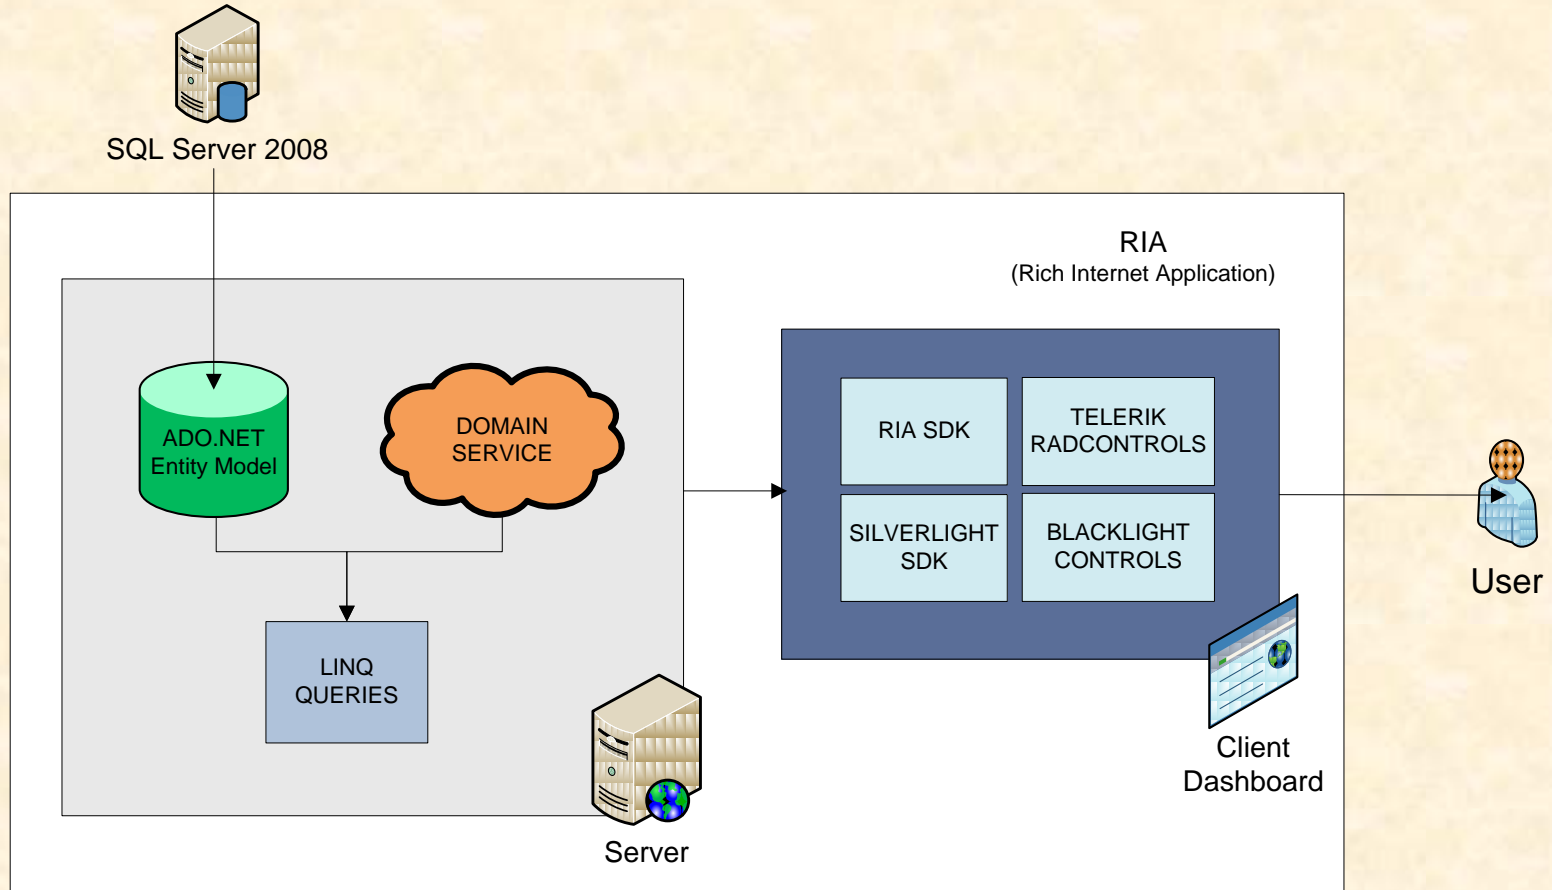 SQL Server 2008
RIA
(Rich Internet Application)
ADO.NET
Entity Model
DOMAIN
SERVICE
LINQ
QUERIES
Server
RIA SDK
TELERIK
RADCONTROLS
SILVERLIGHT
SDK
BLACKLIGHT
CONTROLS
Client
Dashboard
User